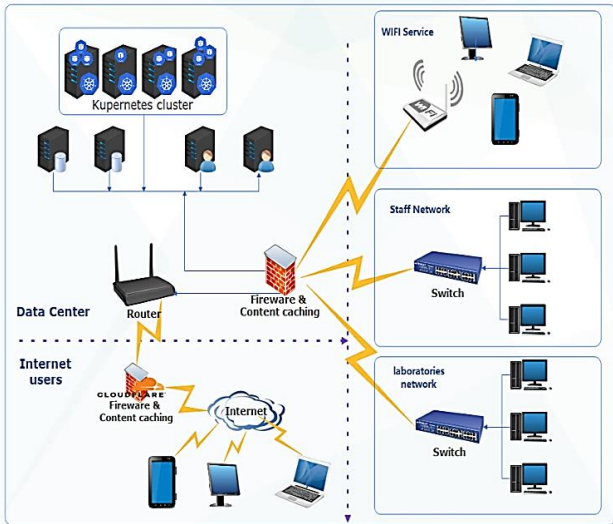 WIFI Service
Kupernetes cluster
WiFi
Staff Network
Switch
Fireware &
Content caching
Router
Data Center
Internet
users
CLOUDFLARE
Fireware &
Content caching
Internet
laboratories
network
Switch